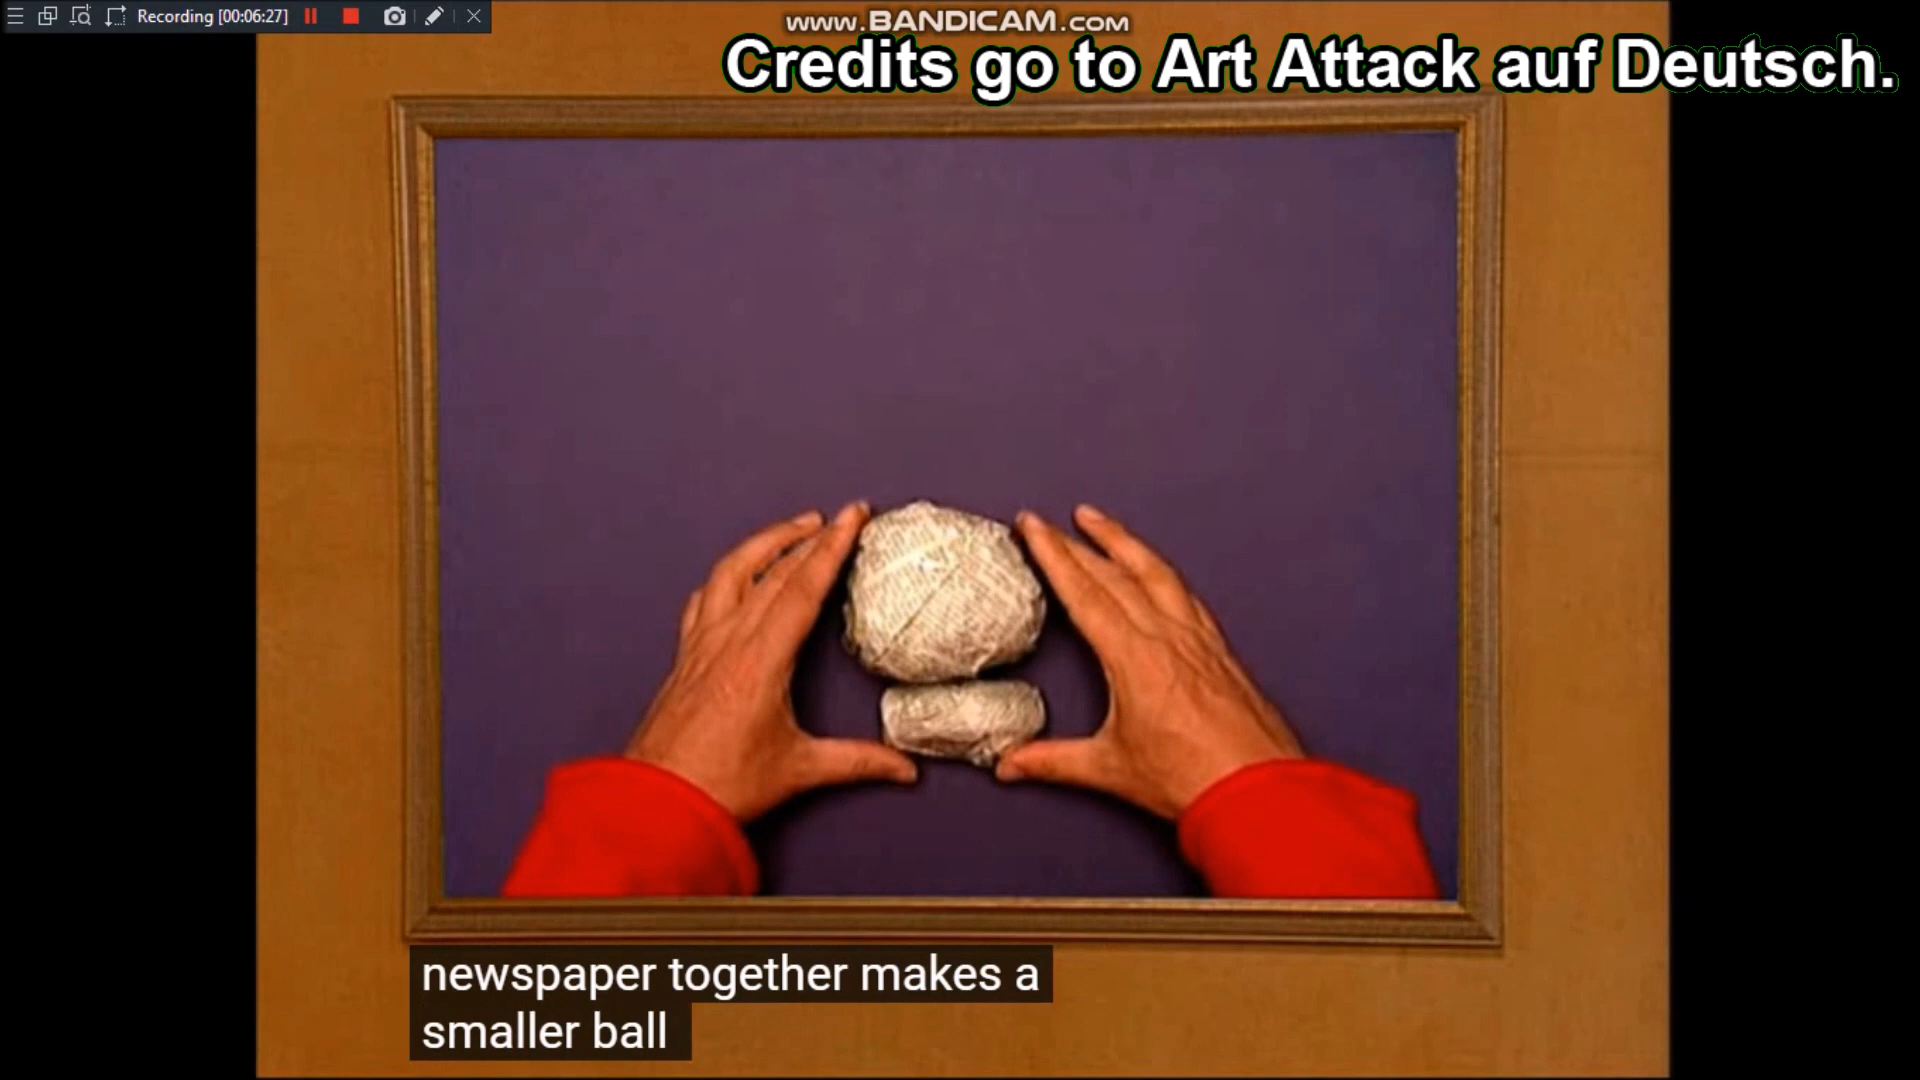 Recording [00:06:27]
www.BANDICAM.com
Credits go to Art Attack auf Deutsch.
newspaper together makes a
smaller ball